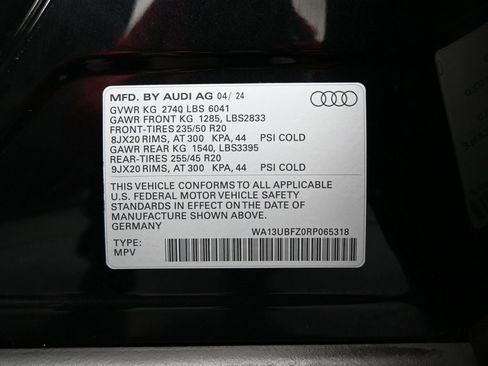 MFD. BY AUDI AG 04/ 24
GVWR KG 2740 LBS 6041
GAWR FRONT KG 1285, LBS2833
FRONT-TIRES 235/50 R20
8JX20 RIMS, AT 300 KPA, 44 PSI COLD
GAWR REAR KG 1540, LBS3395
REAR-TIRES 255/45 R20
9JX20 RIMS, AT 300 KPA, 44 PSI COLD
THIS VEHICLE CONFORMS TO ALL APPLICABLE
U.S. FEDERAL MOTOR VEHICLE SAFETY
STANDARDS IN EFFECT ON THE DATE OF
MANUFACTURE SHOWN ABOVE.
GERMANY
WA13UBFZ0RP065318
TYPE:
MPV